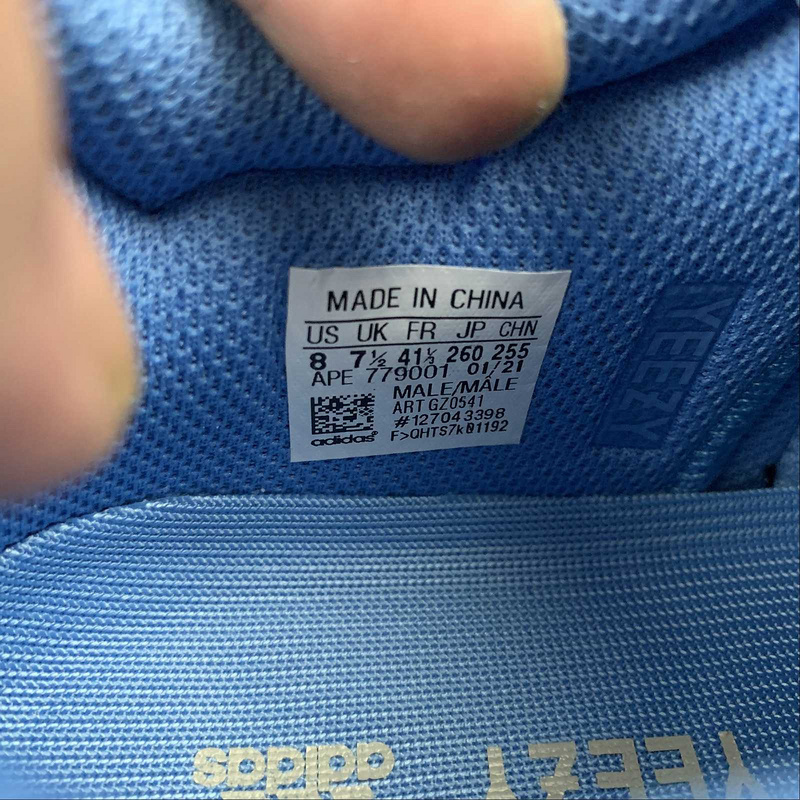 MADE IN CHINA
US UK FR JP CHN
8 7½ 41⅓ 260 255
APE 779001 01/21
MALE/MÂLE
ART GZ0541
#127043398
adidas® F>QHTS7k01192
YEEZY
YEEZY
adidas